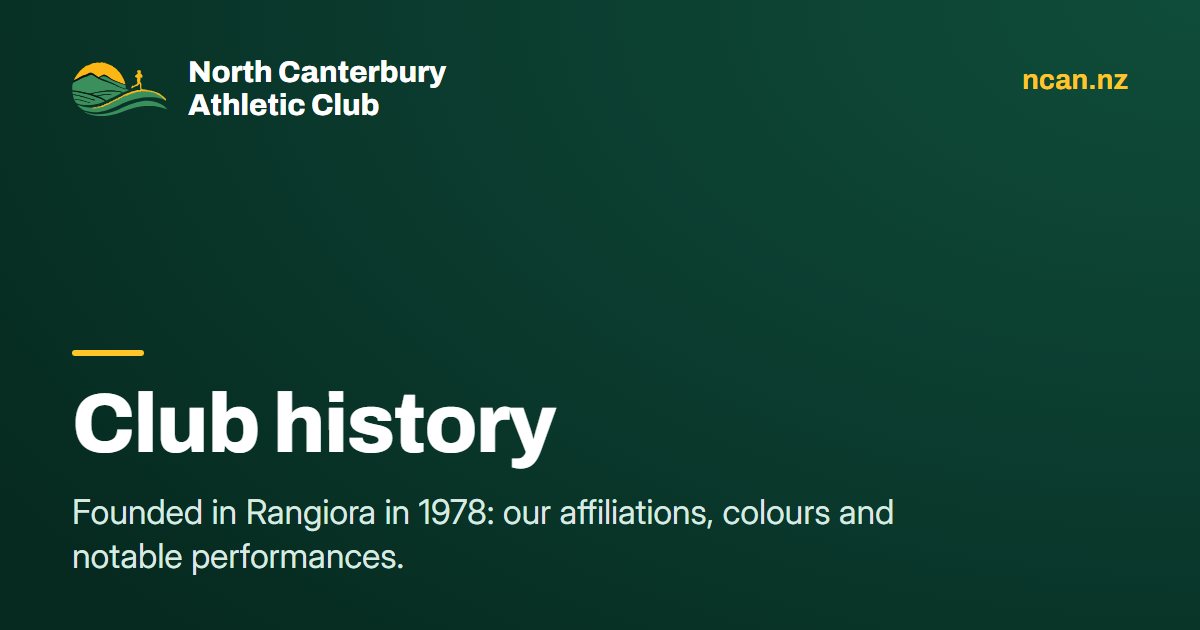 North Canterbury
Athletic Club
ncan.nz
Club history
Founded in Rangiora in 1978: our affiliations, colours and
notable performances.